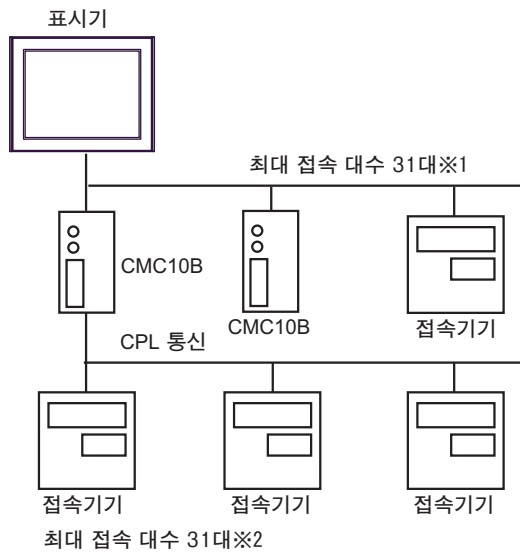 표시기
최대 접속 대수 31대※1
CMC10B
CMC10B
접속기기
CPL 통신
접속기기
접속기기
접속기기
최대 접속 대수 31대※2